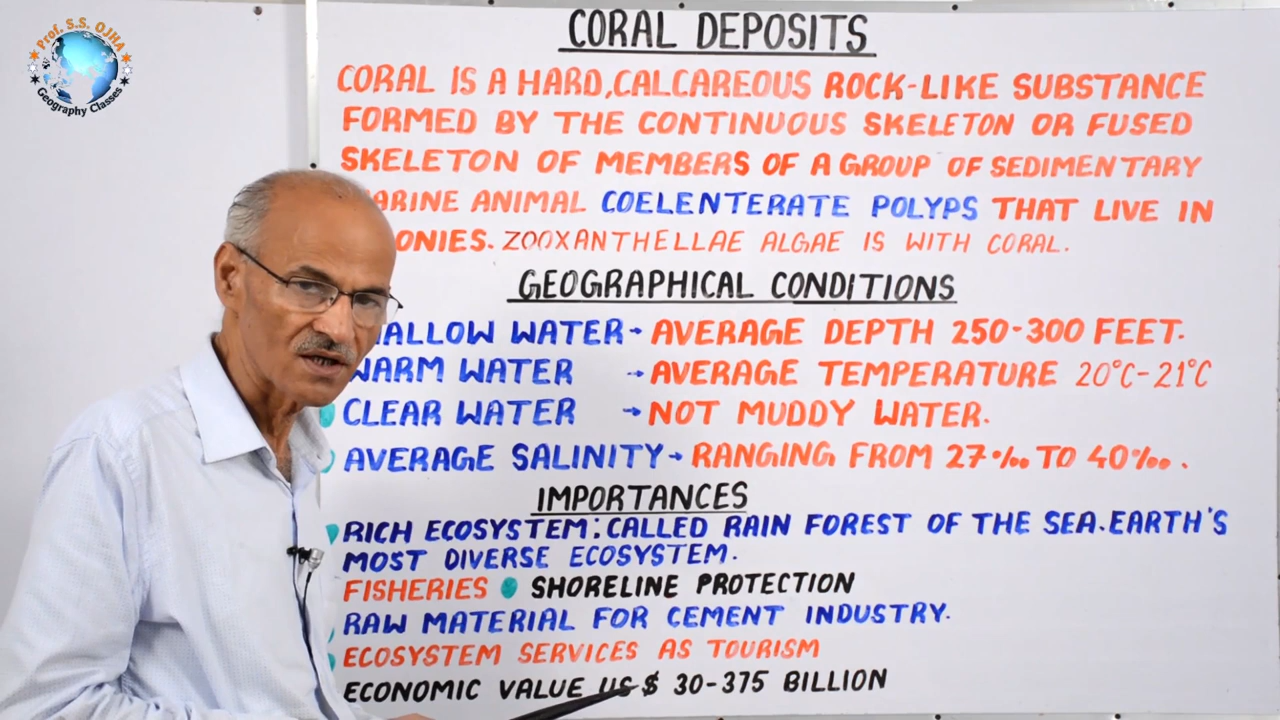 Prof. S.S. OJHA
Geography Classes
CORAL DEPOSITS
CORAL IS A HARD, CALCAREOUS ROCK-LIKE SUBSTANCE
FORMED BY THE CONTINUOUS SKELETON OR FUSED
SKELETON OF MEMBERS OF A GROUP OF SEDIMENTARY
ARINE ANIMAL COELENTERATE POLYPS THAT LIVE IN
ONIES. ZOOXANTHELLAE ALGAE IS WITH CORAL.
GEOGRAPHICAL CONDITIONS
HALLOW WATER → AVERAGE DEPTH 250-300 FEET.
WARM WATER → AVERAGE TEMPERATURE 20°C-21°C
CLEAR WATER → NOT MUDDY WATER.
AVERAGE SALINITY → RANGING FROM 27‰ TO 40‰.
IMPORTANCES
RICH ECOSYSTEM: CALLED RAIN FOREST OF THE SEA. EARTH'S
MOST DIVERSE ECOSYSTEM.
FISHERIES ● SHORELINE PROTECTION
RAW MATERIAL FOR CEMENT INDUSTRY.
ECOSYSTEM SERVICES AS TOURISM
ECONOMIC VALUE US $ 30-375 BILLION